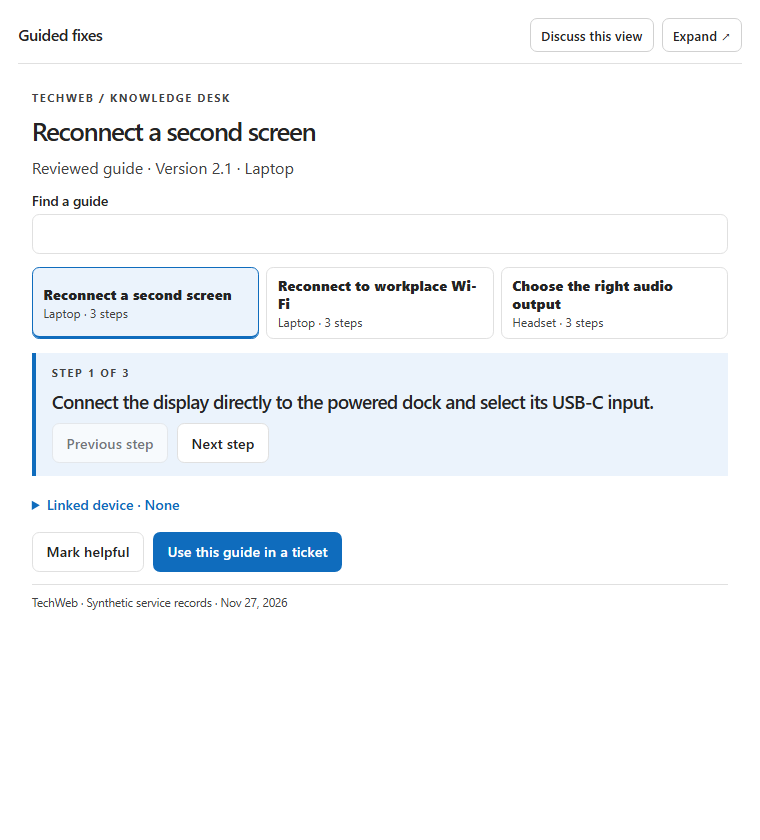 Guided fixes
Discuss this view
Expand ↗
TECHWEB / KNOWLEDGE DESK
Reconnect a second screen
Reviewed guide · Version 2.1 · Laptop
Find a guide
Reconnect a second screen
Laptop · 3 steps
Reconnect to workplace Wi-
Fi
Laptop · 3 steps
Choose the right audio
output
Headset · 3 steps
STEP 1 OF 3
Connect the display directly to the powered dock and select its USB-C input.
Previous step
Next step
Linked device · None
Mark helpful
Use this guide in a ticket
TechWeb · Synthetic service records · Nov 27, 2026